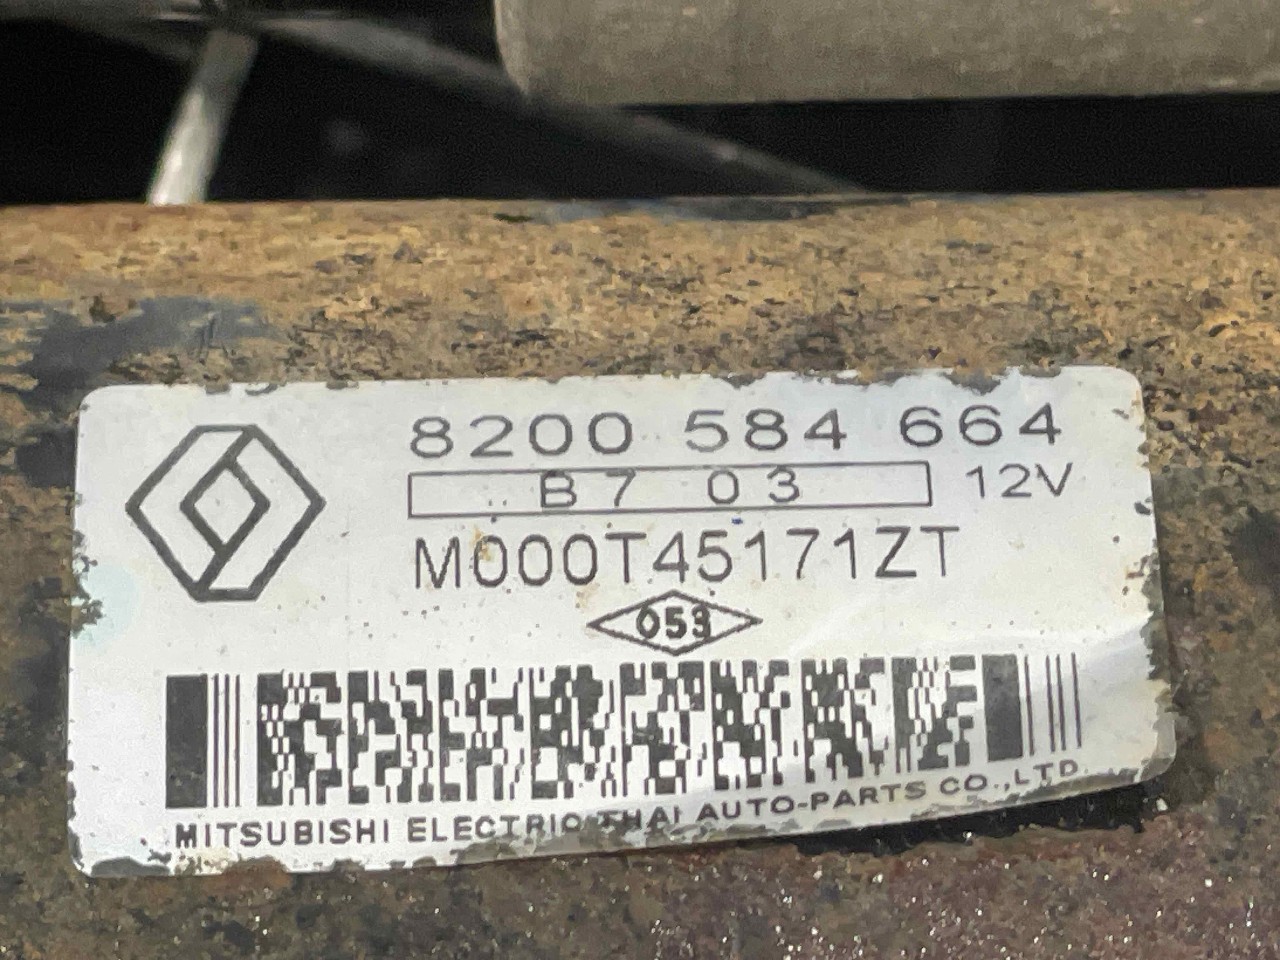 8200 584 664
B7 03 12V
M000T45171ZT
053
MITSUBISHI ELECTRIC THAI AUTO-PARTS CO.,LTD.